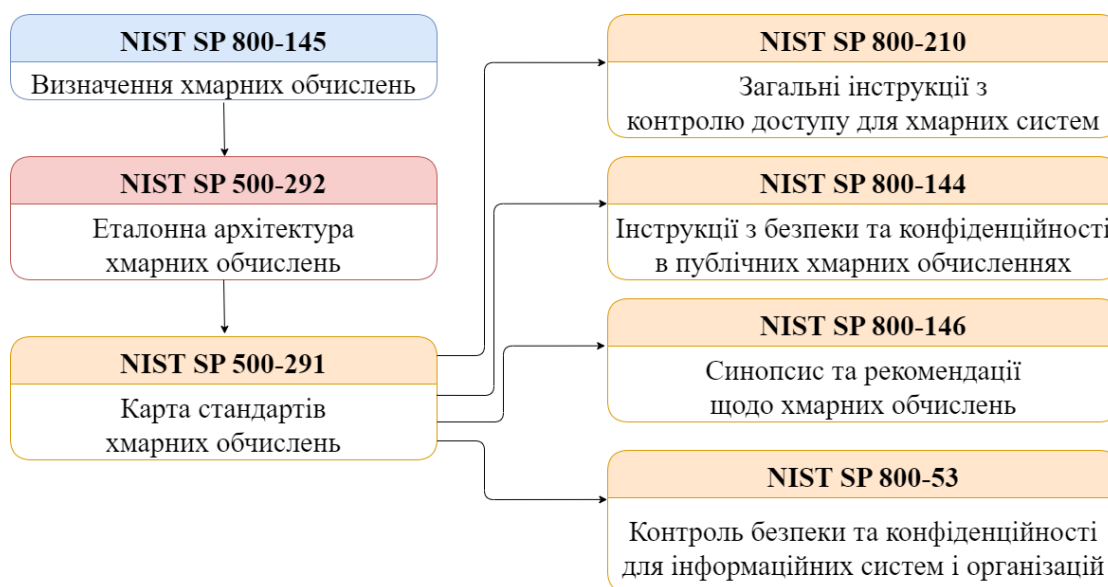 NIST SP 800-145
Визначення хмарних обчислень
NIST SP 500-292
Еталонна архітектура
хмарних обчислень
NIST SP 500-291
Карта стандартів
хмарних обчислень
NIST SP 800-210
Загальні інструкції з
контролю доступу для хмарних систем
NIST SP 800-144
Інструкції з безпеки та конфіденційності
в публічних хмарних обчисленнях
NIST SP 800-146
Синопсис та рекомендації
щодо хмарних обчислень
NIST SP 800-53
Контроль безпеки та конфіденційності
для інформаційних систем і організацій